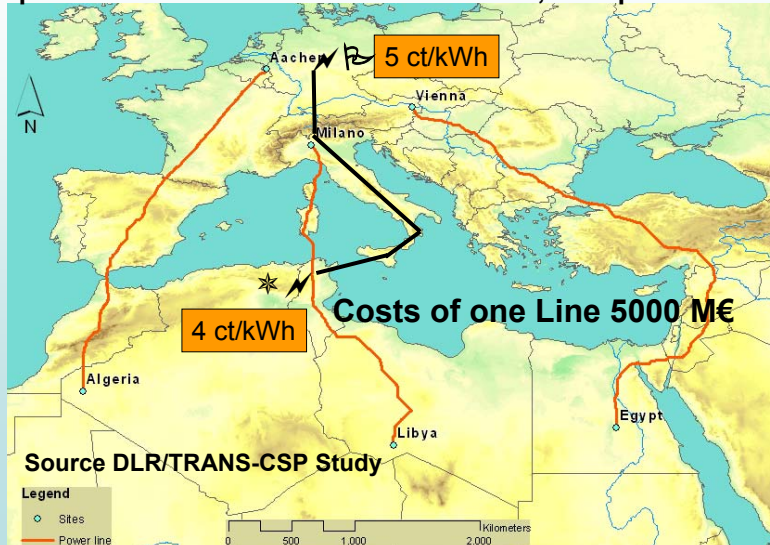 Aachen
5 ct/kWh
Vienna
N
Milano
Costs of one Line 5000 M€
4 ct/kWh
Algeria
Libya
Egypt
Source DLR/TRANS-CSP Study
Legend
Sites
Power line
Kilometers
0 500 1.000 2.000